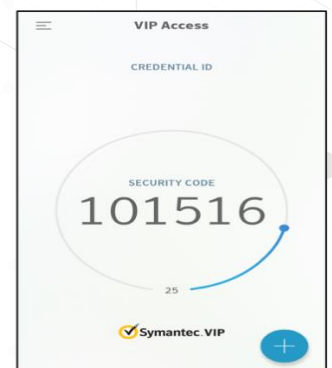 VIP Access
CREDENTIAL ID
SECURITY CODE
101516
25
Symantec VIP